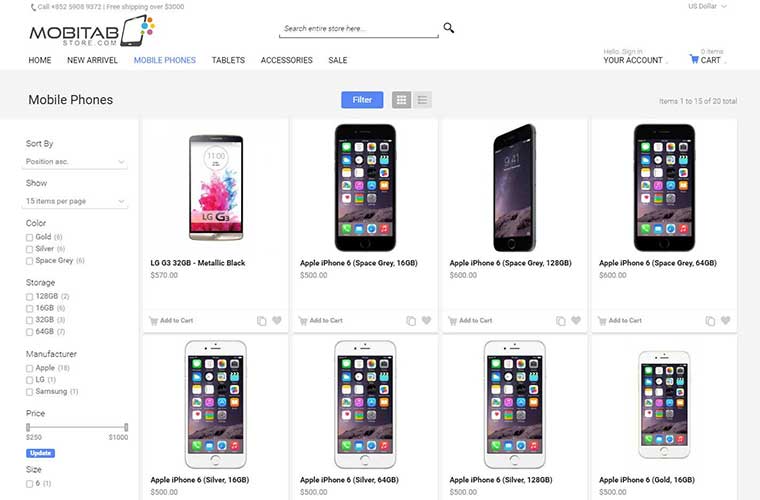 Call +852 5908 9372 | Free shipping over $3000
US Dollar
MOBITAB
STORE.COM
Search entire store here...
HOME
NEW ARRIVEL
MOBILE PHONES
TABLETS
ACCESSORIES
SALE
Hello, Sign in
YOUR ACCOUNT
0 items
CART
Mobile Phones
Filter
Items 1 to 15 of 20 total
Sort By
Position asc.
Show
15 items per page
Color
Gold (6)
Silver (6)
Space Grey (6)
Storage
128GB (2)
16GB (6)
32GB (3)
64GB (7)
Manufacturer
Apple (18)
LG (1)
Samsung (1)
Price
$250 $1000
Update
Size
6 (1)
11:00
LG G3
LG G3 32GB - Metallic Black
$570.00
Add to Cart
Apple iPhone 6 (Space Grey, 16GB)
$500.00
Add to Cart
9:41
Apple iPhone 6 (Space Grey, 128GB)
$600.00
Add to Cart
Apple iPhone 6 (Space Grey, 64GB)
$600.00
Add to Cart
Apple iPhone 6 (Silver, 16GB)
$500.00
Apple iPhone 6 (Silver, 64GB)
$500.00
Apple iPhone 6 (Silver, 128GB)
$500.00
Apple iPhone 6 (Gold, 16GB)
$500.00